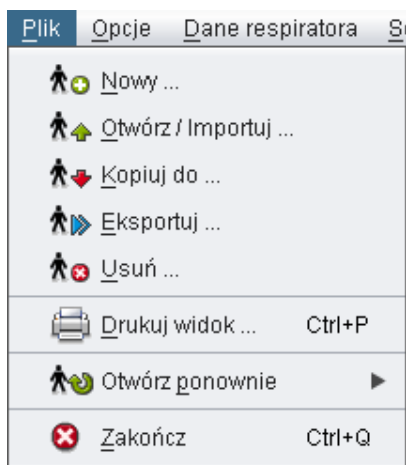 Plik Opcje Dane respiratora
Nowy ...
Otwórz / Importuj ...
Kopiuj do ...
Eksportuj ...
Usuń ...
Drukuj widok ... Ctrl+P
Otwórz ponownie
Zakończ Ctrl+Q